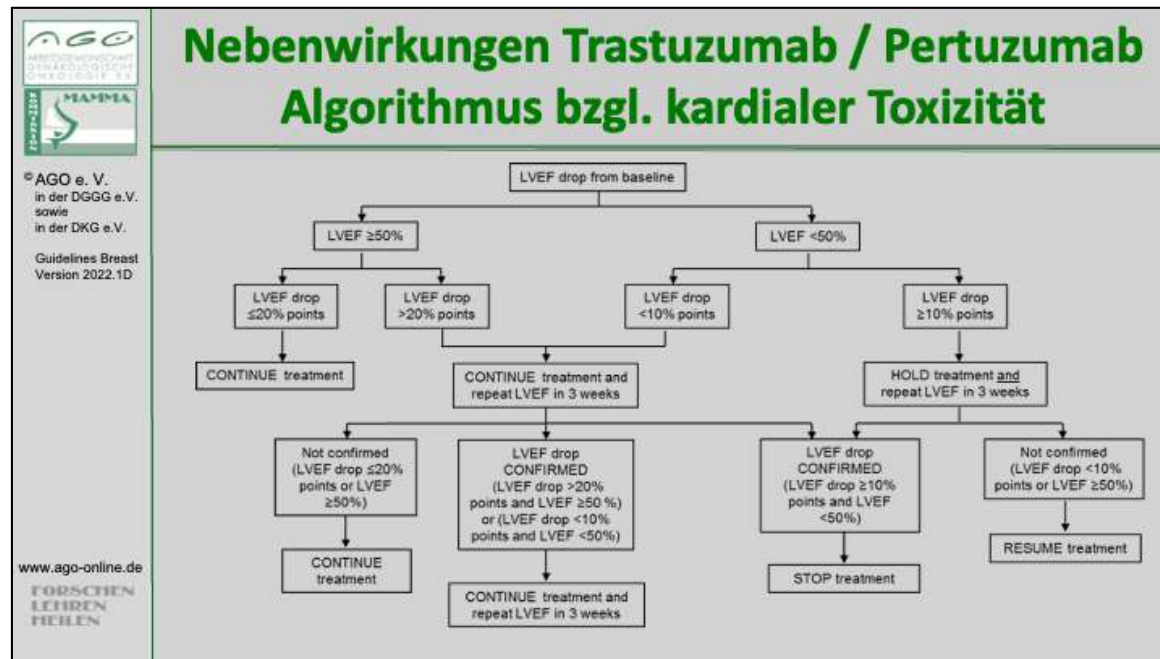 AGO
ARBEITSGEMEINSCHAFT
GYNÄKOLOGISCHE
ONKOLOGIE E.V.
KOMMISSION
MAMMA
© AGO e. V.
in der DGGG e.V.
sowie
in der DKG e.V.
Guidelines Breast
Version 2022.1D
www.ago-online.de
FORSCHEN
LEHREN
HEILEN
Nebenwirkungen Trastuzumab / Pertuzumab
Algorithmus bzgl. kardialer Toxizität
LVEF drop from baseline
LVEF ≥50%
LVEF <50%
LVEF drop
≤20% points
LVEF drop
>20% points
LVEF drop
<10% points
LVEF drop
≥10% points
CONTINUE treatment
CONTINUE treatment and
repeat LVEF in 3 weeks
HOLD treatment and
repeat LVEF in 3 weeks
Not confirmed
(LVEF drop ≤20%
points or LVEF
≥50%)
LVEF drop
CONFIRMED
(LVEF drop >20%
points and LVEF ≥50 %)
or (LVEF drop <10%
points and LVEF <50%)
LVEF drop
CONFIRMED
(LVEF drop ≥10%
points and LVEF
<50%)
Not confirmed
(LVEF drop <10%
points or LVEF ≥50%)
CONTINUE
treatment
CONTINUE treatment and
repeat LVEF in 3 weeks
STOP treatment
RESUME treatment